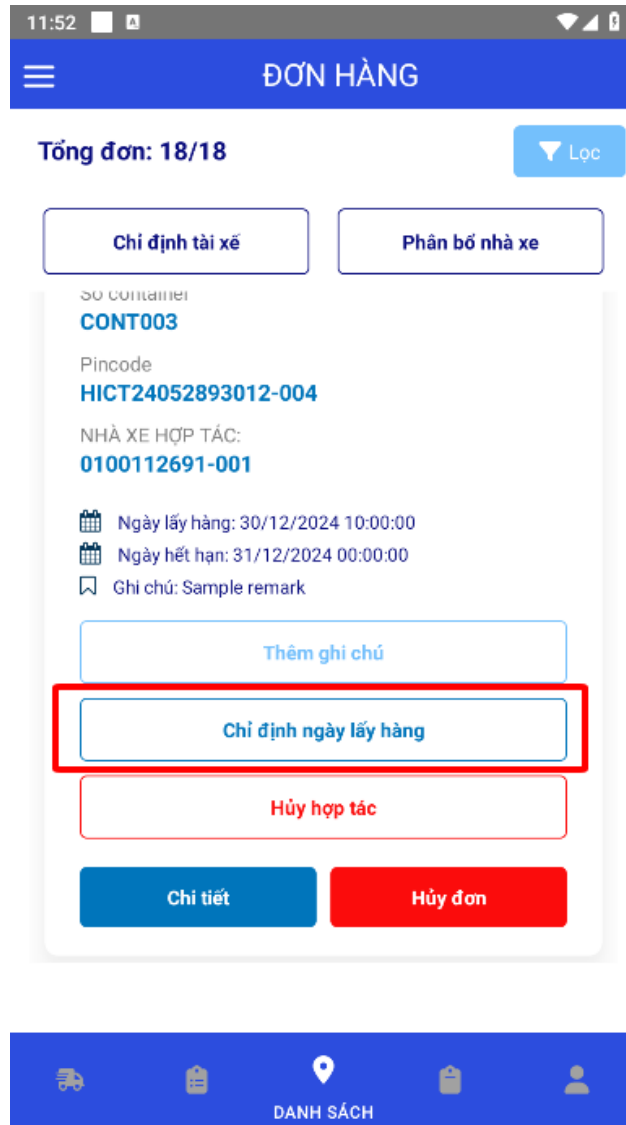 11:52
ĐƠN HÀNG
Tổng đơn: 18/18
Lọc
Chỉ định tài xế
Phân bổ nhà xe
Số container
CONT003
Pincode
HICT24052893012-004
NHÀ XE HỢP TÁC:
0100112691-001
Ngày lấy hàng: 30/12/2024 10:00:00
Ngày hết hạn: 31/12/2024 00:00:00
Ghi chú: Sample remark
Thêm ghi chú
Chỉ định ngày lấy hàng
Hủy hợp tác
Chi tiết
Hủy đơn
DANH SÁCH